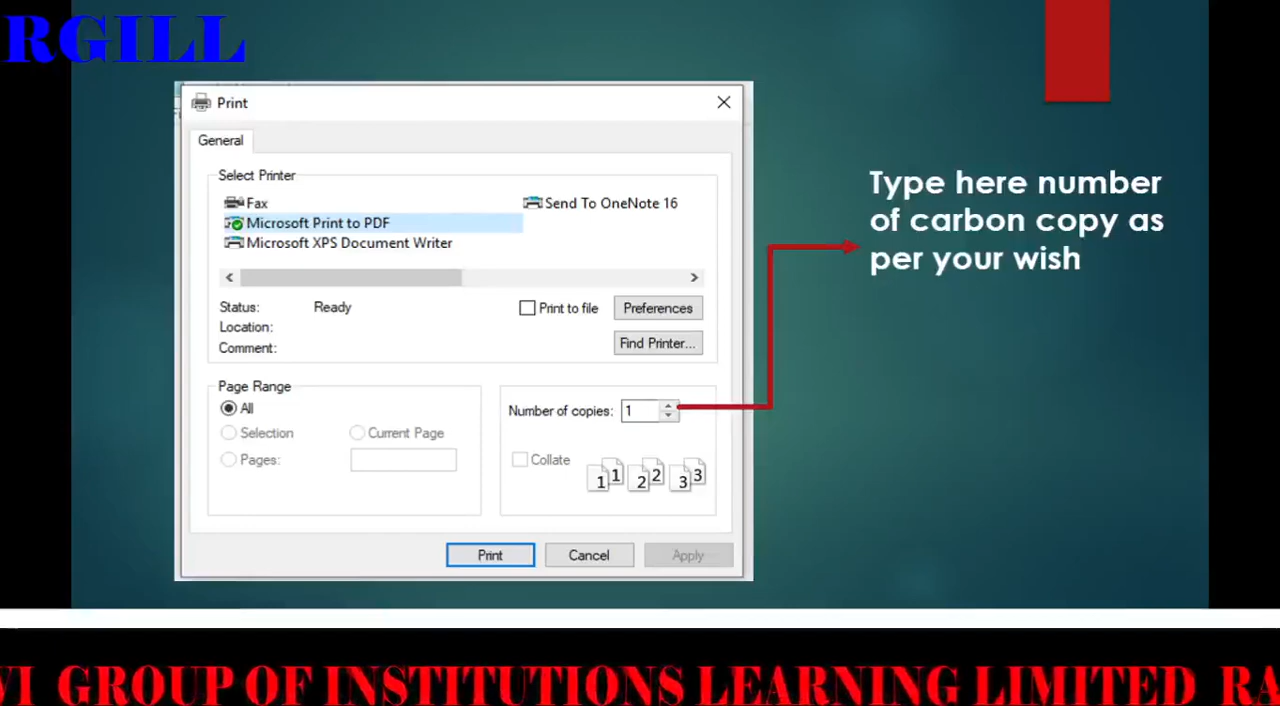 RGILL
Print
General
Select Printer
Fax
Send To OneNote 16
Microsoft Print to PDF
Microsoft XPS Document Writer
Status: Ready
Print to file
Preferences
Location:
Comment:
Find Printer...
Page Range
All
Selection
Current Page
Pages:
Number of copies: 1
Collate
1 1 2 2 3 3
Print
Cancel
Apply
Type here number
of carbon copy as
per your wish
VI GROUP OF INSTITUTIONS LEARNING LIMITED RA